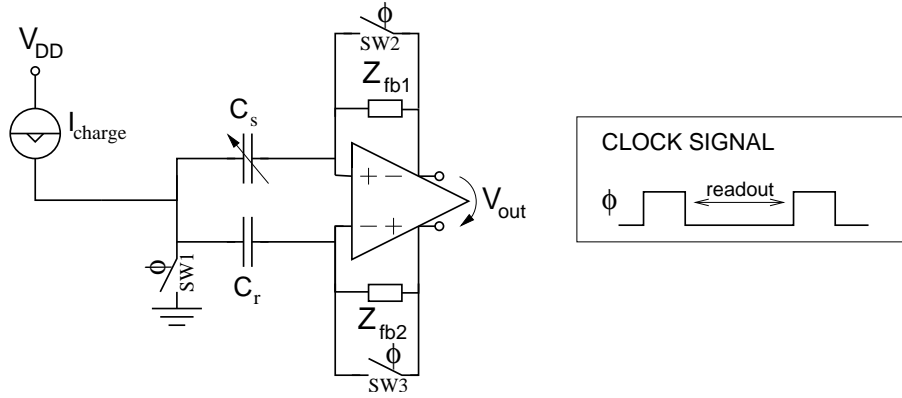 V_DD
I_charge
C_s
C_r
ϕ
SW1
ϕ
SW2
Z_fb1
+ −
− +
V_out
Z_fb2
ϕ
SW3
CLOCK SIGNAL
ϕ
readout